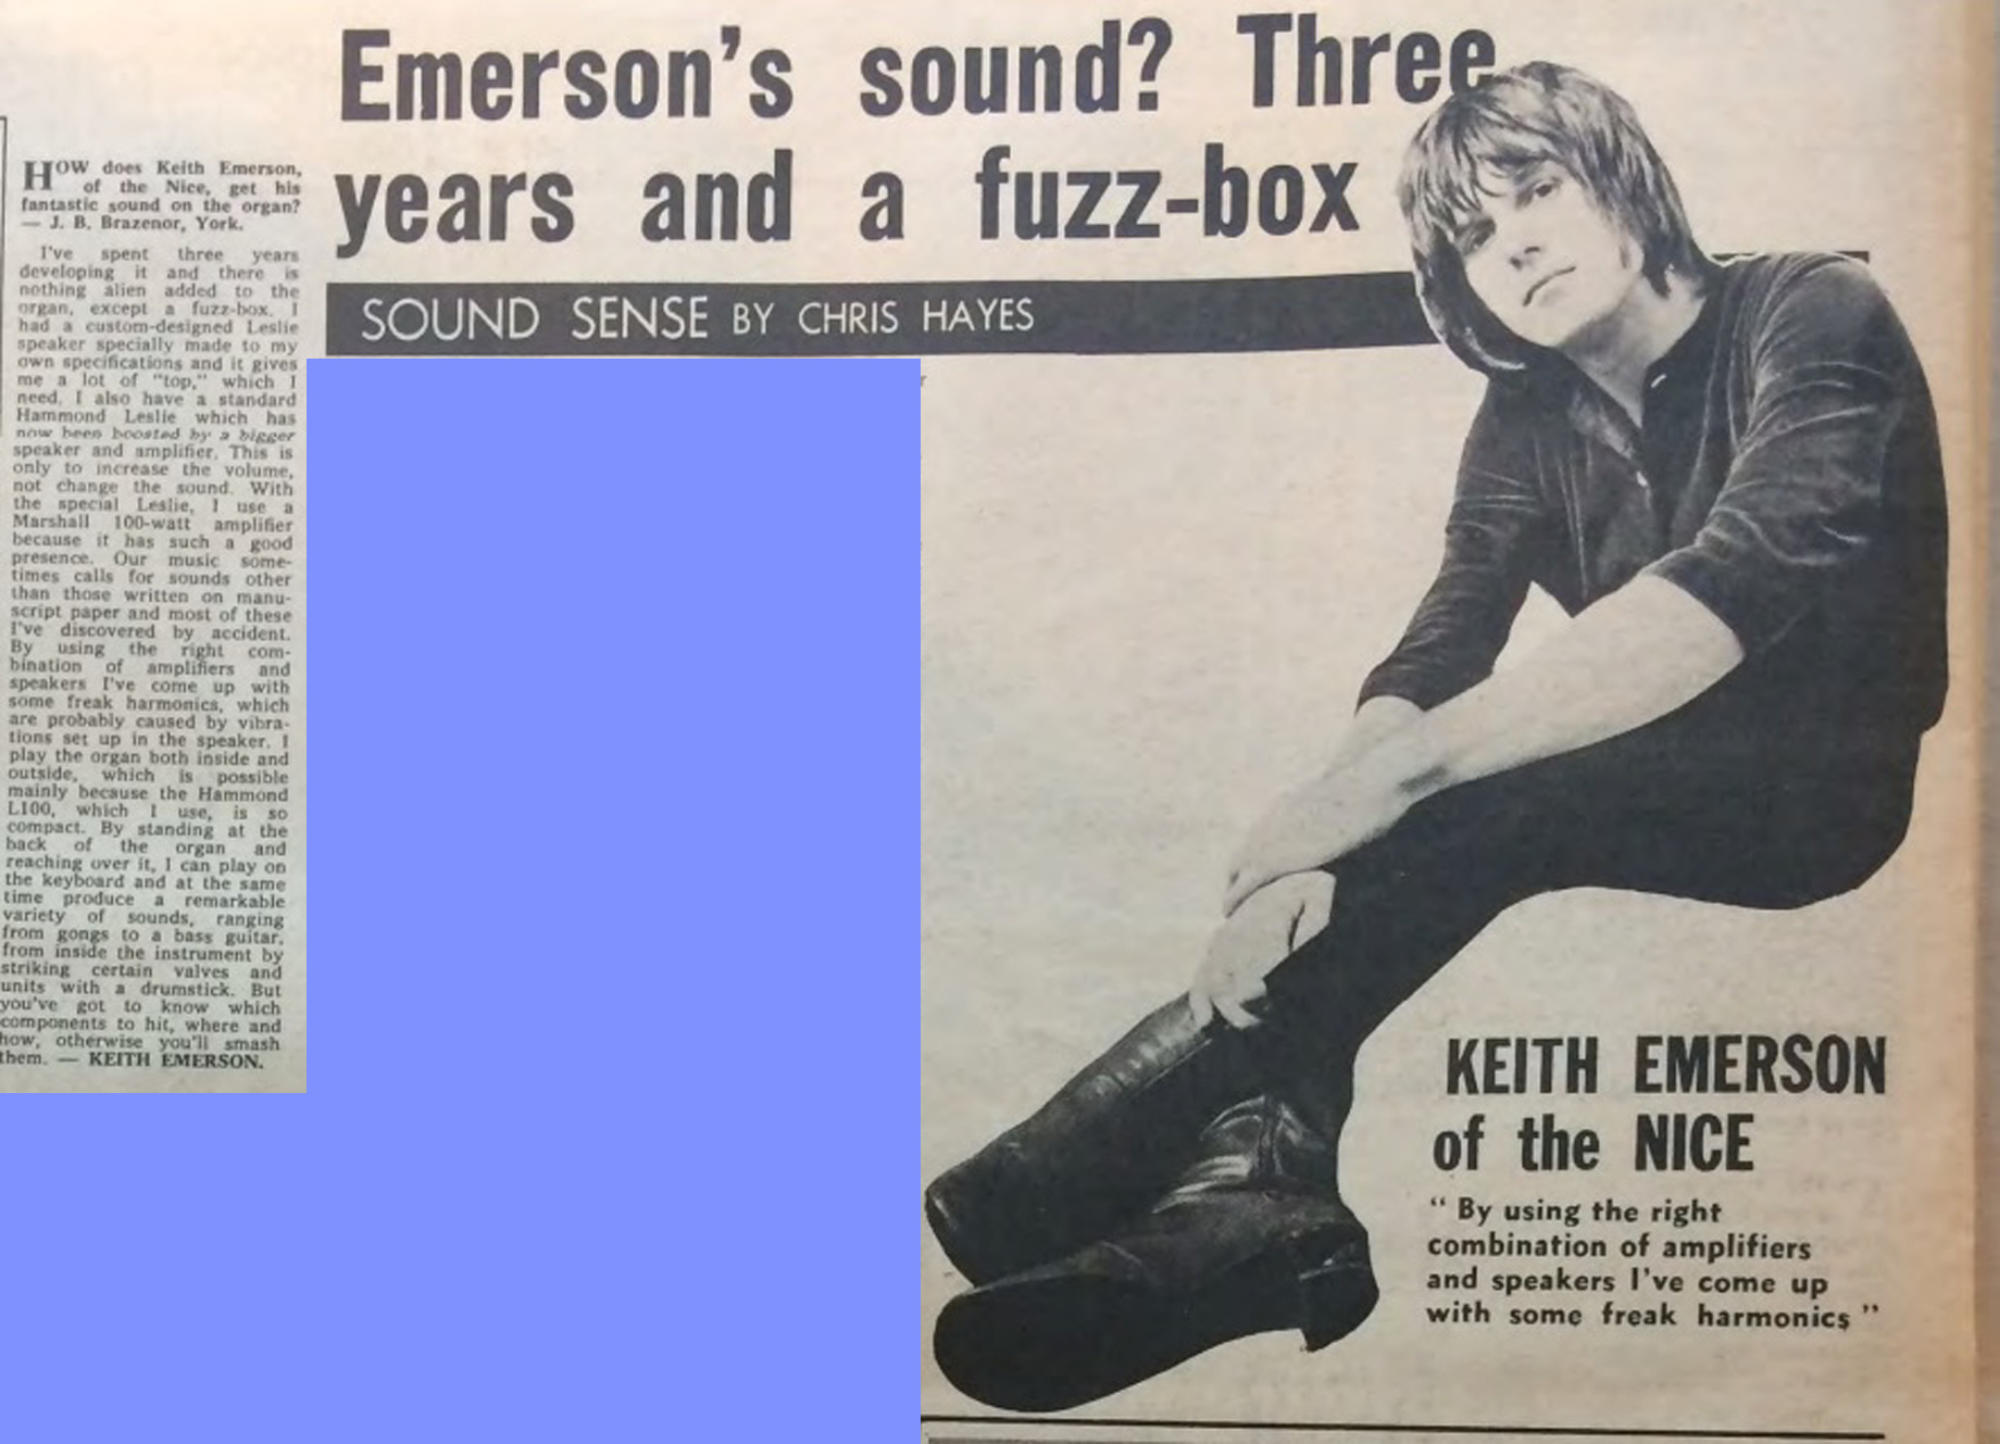 Emerson's sound? Three
years and a fuzz-box
SOUND SENSE BY CHRIS HAYES
HOW does Keith Emerson,
of the Nice, get his
fantastic sound on the organ?
— J. B. Brazenor, York.
I've spent three years
developing it and there is
nothing alien added to the
organ, except a fuzz-box. I
had a custom-designed Leslie
speaker specially made to my
own specifications and it gives
me a lot of "top," which I
need. I also have a standard
Hammond Leslie which has
now been boosted by a bigger
speaker and amplifier. This is
only to increase the volume,
not change the sound. With
the special Leslie, I use a
Marshall 100-watt amplifier
because it has such a good
presence. Our music some-
times calls for sounds other
than those written on manu-
script paper and most of these
I've discovered by accident.
By using the right com-
bination of amplifiers and
speakers I've come up with
some freak harmonics, which
are probably caused by vibra-
tions set up in the speaker. I
play the organ both inside and
outside, which is possible
mainly because the Hammond
L100, which I use, is so
compact. By standing at the
back of the organ and
reaching over it, I can play on
the keyboard and at the same
time produce a remarkable
variety of sounds, ranging
from gongs to a bass guitar,
from inside the instrument by
striking certain valves and
units with a drumstick. But
you've got to know which
components to hit, where and
how, otherwise you'll smash
them. — KEITH EMERSON.
KEITH EMERSON
of the NICE
" By using the right
combination of amplifiers
and speakers I've come up
with some freak harmonics "